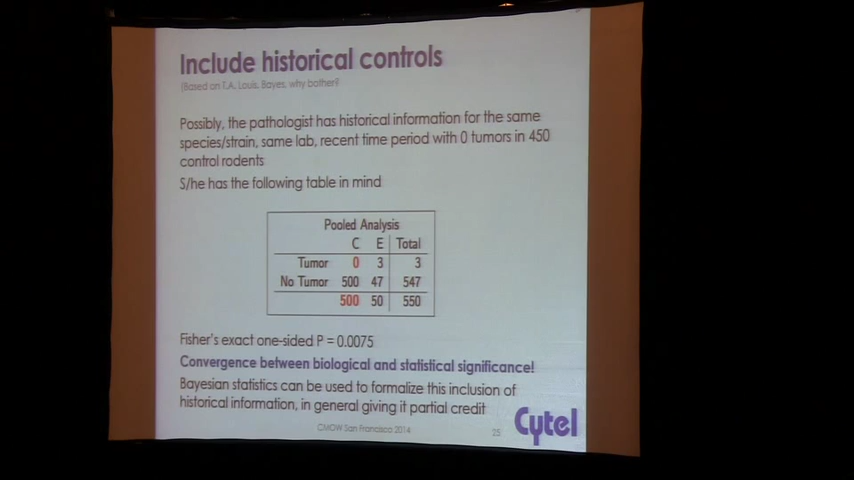 Include historical controls
(Based on T.A. Louis, Bayes, why bother?
Possibly, the pathologist has historical information for the same
species/strain, same lab, recent time period with 0 tumors in 450
control rodents
S/he has the following table in mind
Pooled Analysis
C E Total
Tumor 0 3 3
No Tumor 500 47 547
500 50 550
Fisher's exact one-sided P = 0.0075
Convergence between biological and statistical significance!
Bayesian statistics can be used to formalize this inclusion of
historical information, in general giving it partial credit
CMOW San Francisco 2014
25
Cytel